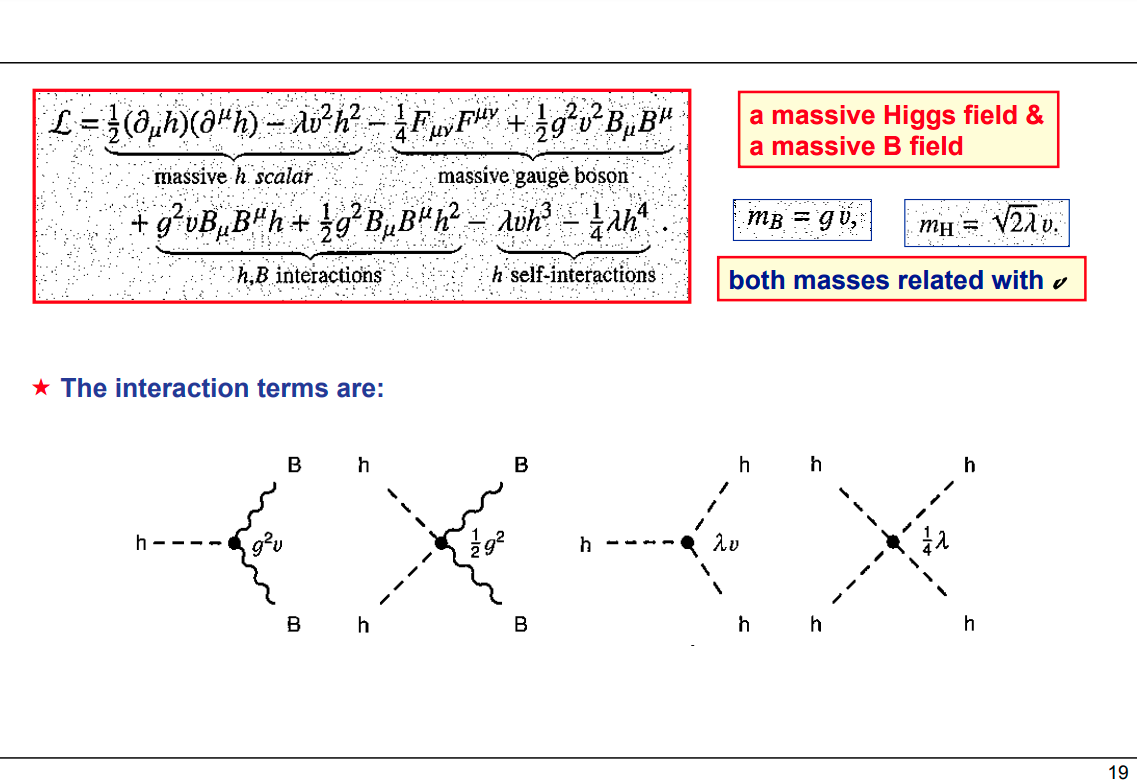 ℒ = ½(∂_μh)(∂^μh) − λv²h² − ¼F_μνF^μν + ½g²v²B_μB^μ
massive h scalar massive gauge boson
+ g²vB_μB^μh + ½g²B_μB^μh² − λvh³ − ¼λh⁴ .
h,B interactions h self-interactions
a massive Higgs field &
a massive B field
m_B = g v, m_H = √2λ v.
both masses related with v
★ The interaction terms are:
B h B h h h
h g²v ½g² h λv ¼λ
B h B h h h
19